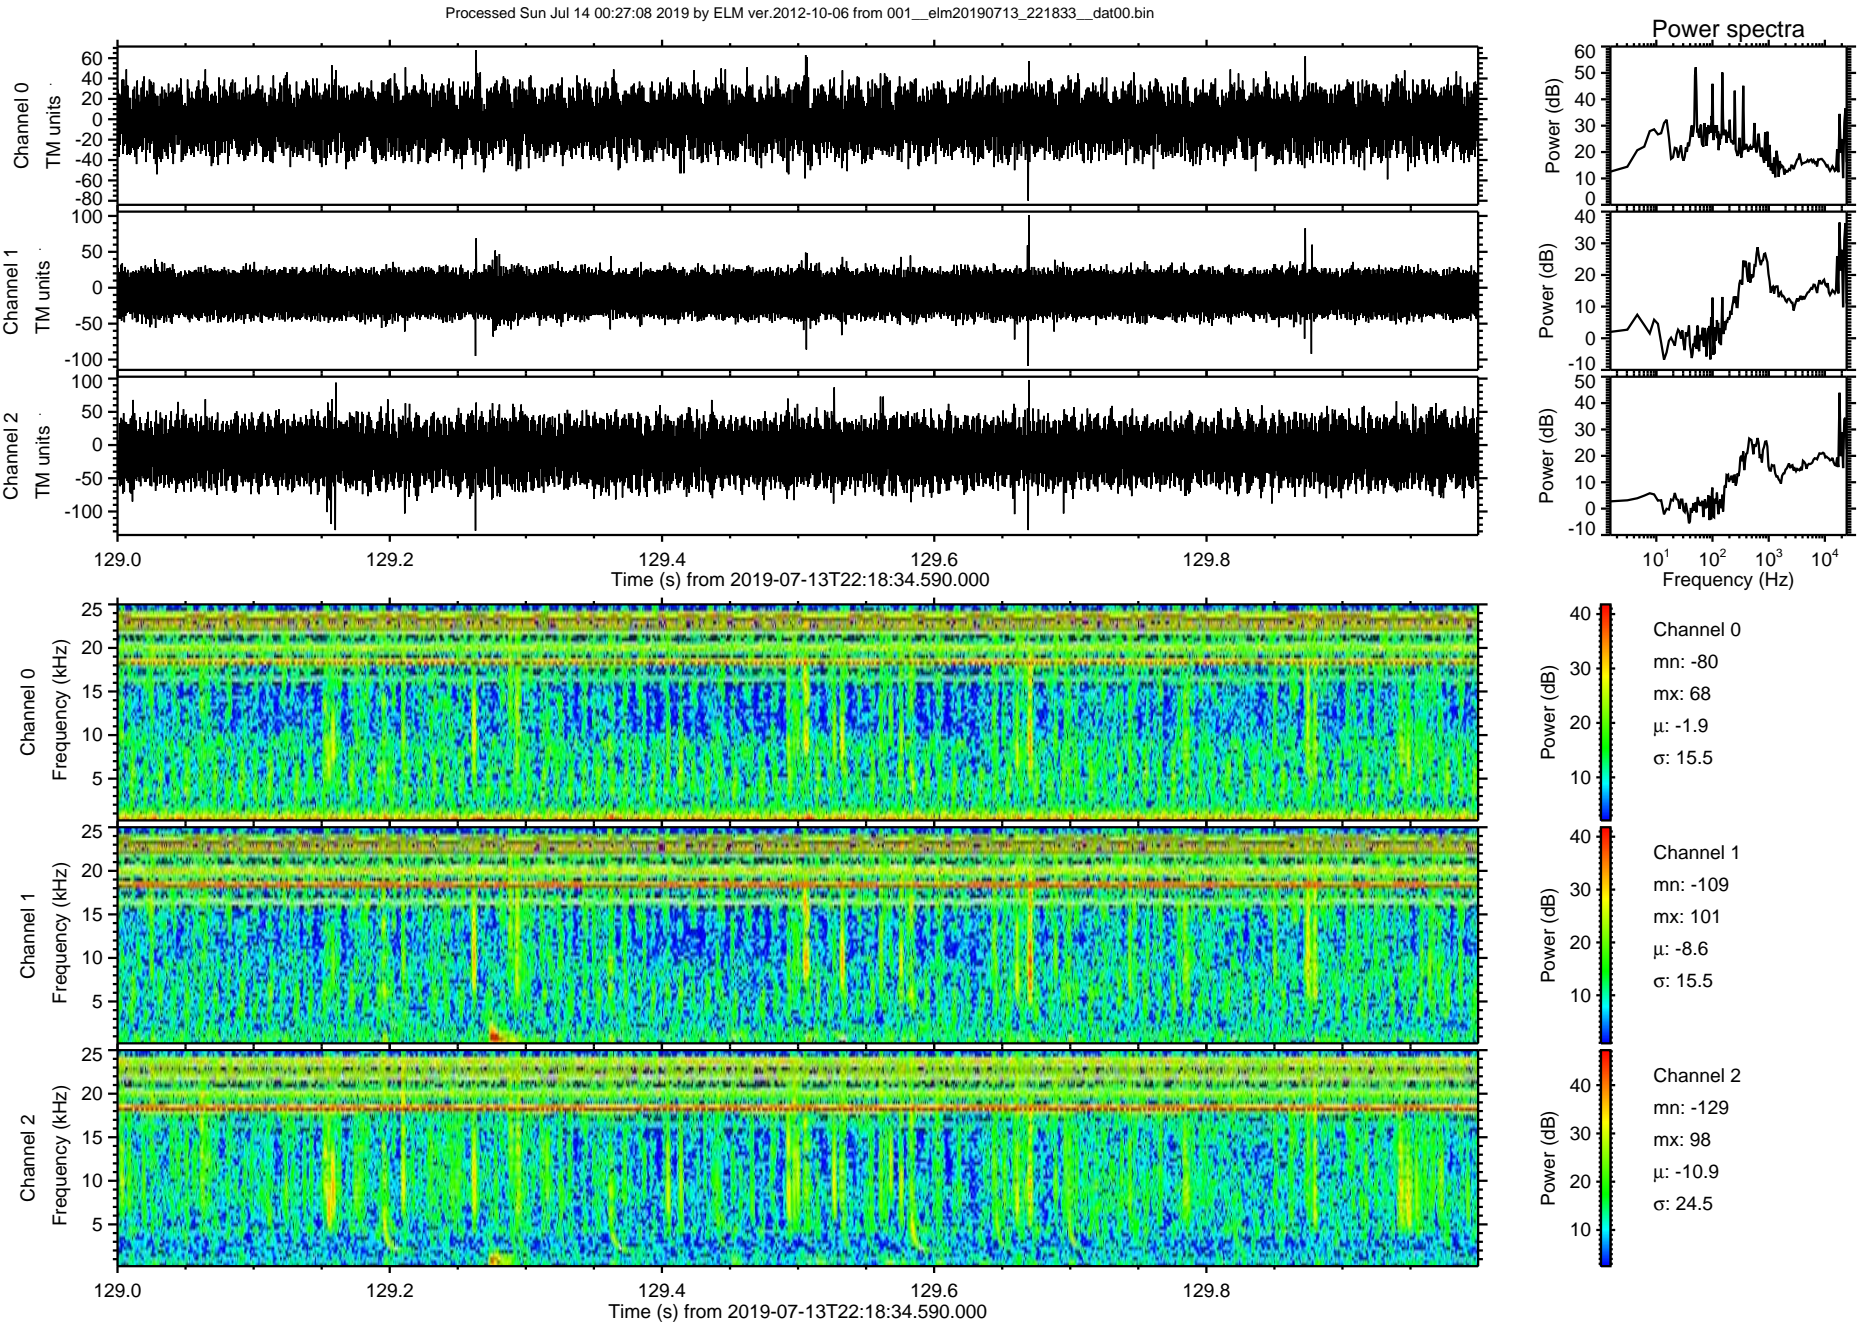 Processed Sun Jul 14 00:27:08 2019 by ELM ver.2012-10-06 from 001__elm20190713_221833__dat00.bin
Power spectra
Channel 0
TM units
60
40
20
0
-20
-40
-60
-80
Power (dB)
60
50
40
30
20
10
0
Channel 1
TM units
100
50
0
-50
-100
Power (dB)
40
30
20
10
0
-10
Channel 2
TM units
100
50
0
-50
-100
Power (dB)
50
40
30
20
10
0
-10
129.0 129.2 129.4 129.6 129.8
Time (s) from 2019-07-13T22:18:34.590.000
10^1 10^2 10^3 10^4
Frequency (Hz)
Channel 0
Frequency (kHz)
25
20
15
10
5
Power (dB)
40
30
20
10
Channel 0
mn: -80
mx: 68
μ: -1.9
σ: 15.5
Channel 1
Frequency (kHz)
25
20
15
10
5
Power (dB)
40
30
20
10
Channel 1
mn: -109
mx: 101
μ: -8.6
σ: 15.5
Channel 2
Frequency (kHz)
25
20
15
10
5
Power (dB)
40
30
20
10
Channel 2
mn: -129
mx: 98
μ: -10.9
σ: 24.5
129.0 129.2 129.4 129.6 129.8
Time (s) from 2019-07-13T22:18:34.590.000